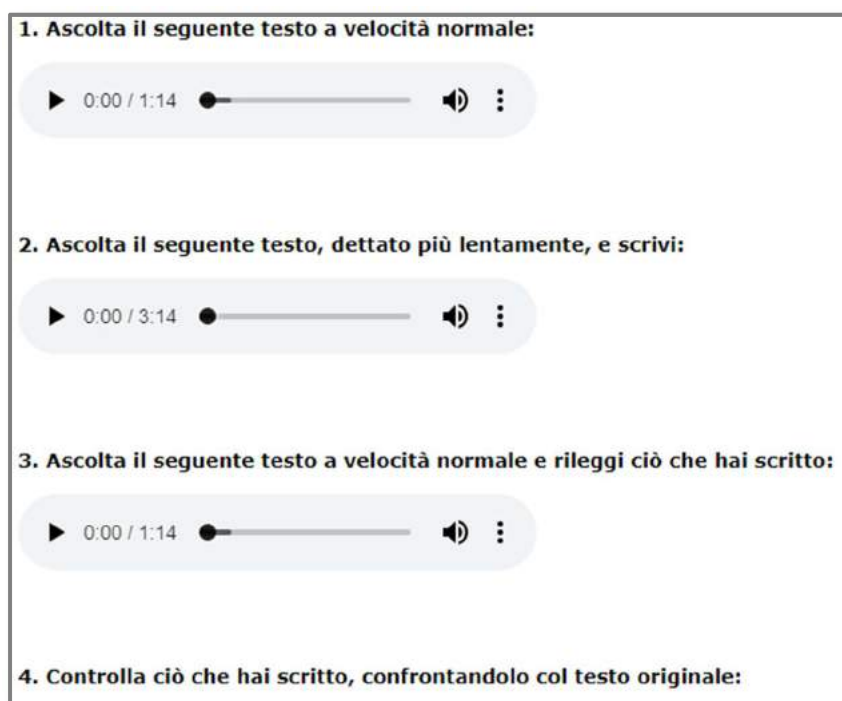 1. Ascolta il seguente testo a velocità normale:
0:00 / 1:14
2. Ascolta il seguente testo, dettato più lentamente, e scrivi:
0:00 / 3:14
3. Ascolta il seguente testo a velocità normale e rileggi ciò che hai scritto:
0:00 / 1:14
4. Controlla ciò che hai scritto, confrontandolo col testo originale: